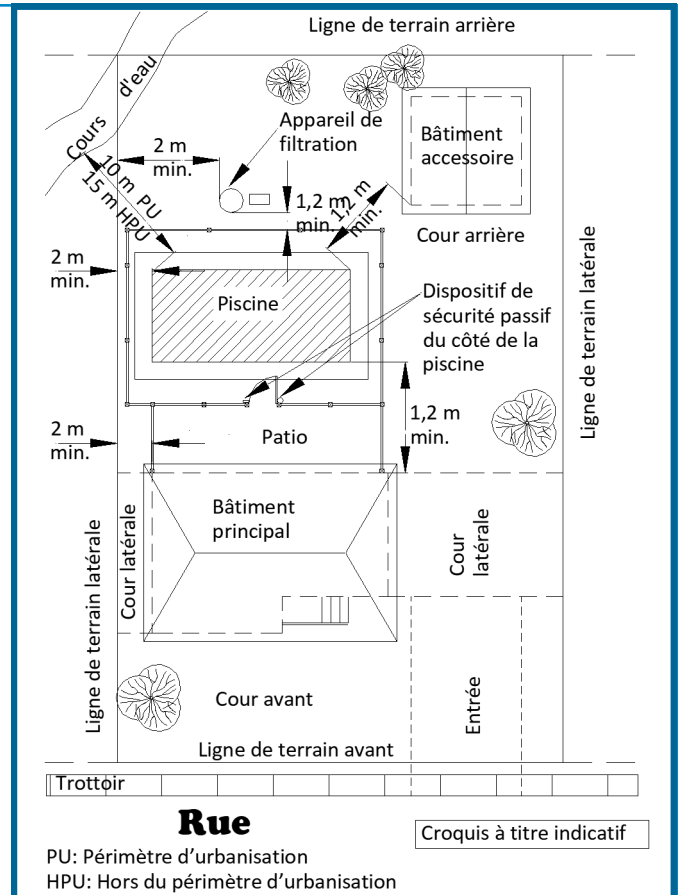 Ligne de terrain arrière
Cours
d'eau
2 m
min.
Appareil de
filtration
Bâtiment
accessoire
10 m PU
15 m HPU
1,2 m
min.
1,2 m
min.
Cour arrière
2 m
min.
Piscine
Dispositif de
sécurité passif
du côté de la
piscine
Ligne de terrain latérale
1,2 m
min.
2 m
min.
Patio
Bâtiment
principal
Cour latérale
Cour
latérale
Ligne de terrain latérale
Cour avant
Entrée
Ligne de terrain avant
Trottoir
Rue
Croquis à titre indicatif
PU: Périmètre d'urbanisation
HPU: Hors du périmètre d'urbanisation